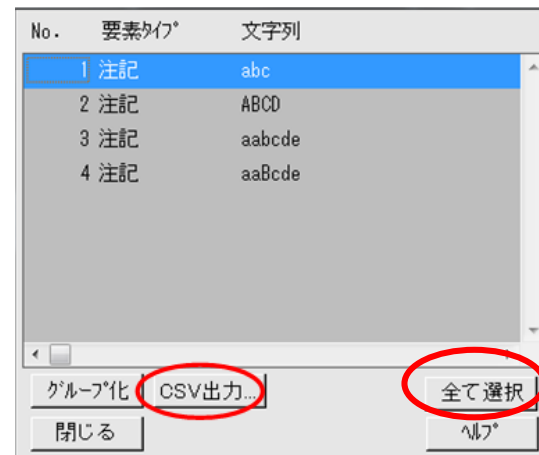 No. 要素ﾀｲﾌﾟ 文字列
1 注記 abc
2 注記 ABCD
3 注記 aabcde
4 注記 aaBcde
ｸﾞﾙｰﾌﾟ化 CSV出力... 全て選択
閉じる ﾍﾙﾌﾟ